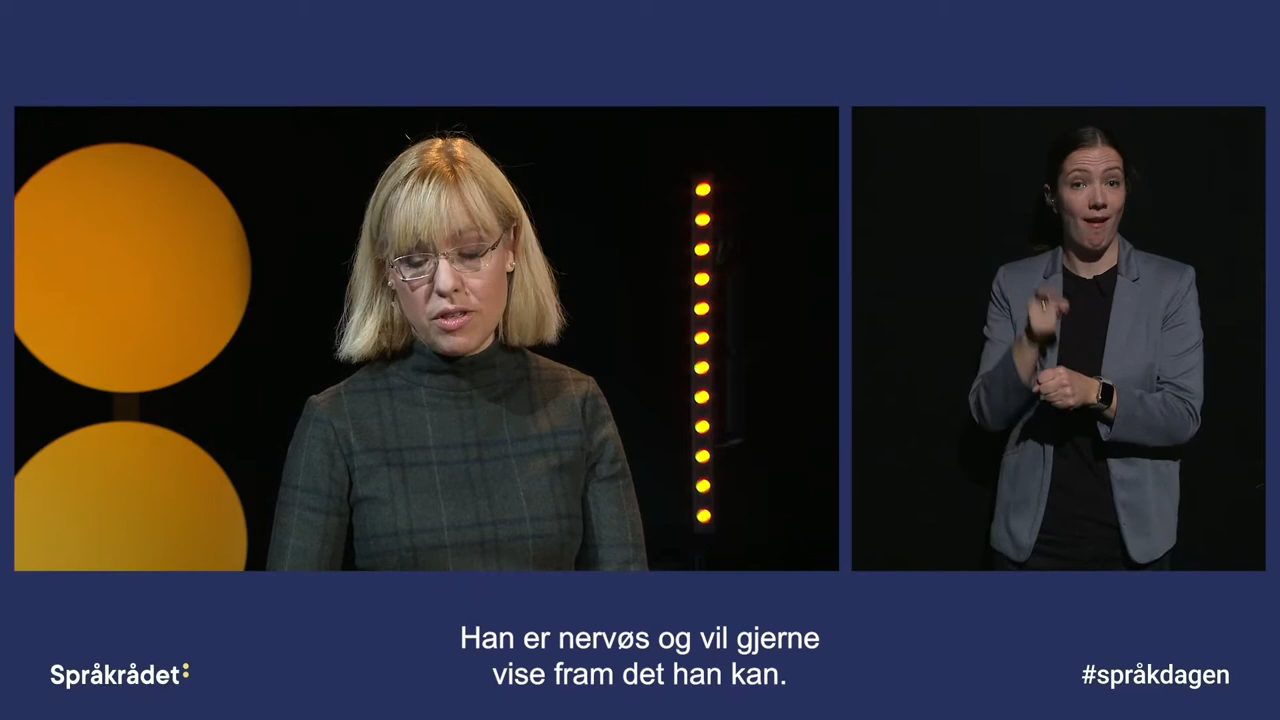 Han er nervøs og vil gjerne
vise fram det han kan.
Språkrådet:
#språkdagen